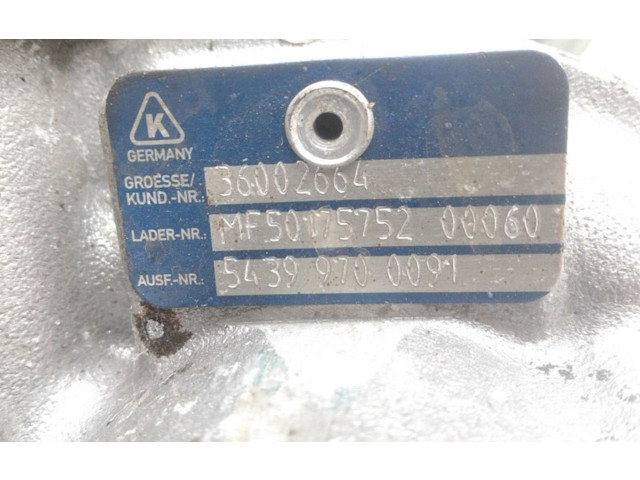 K
GERMANY
GROESSE/
KUND.-NR.: 36002664
LADER-NR.: MF50175752 00060
AUSF.-NR.: 5439 970 0091